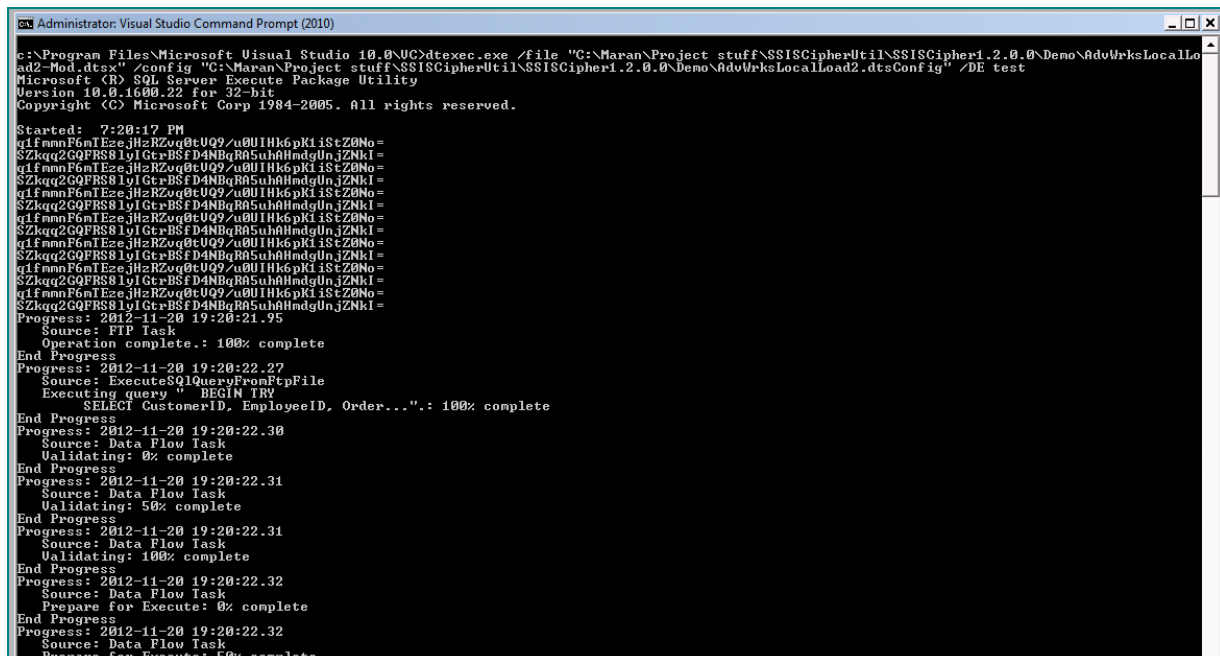 Administrator: Visual Studio Command Prompt (2010)
c:\Program Files\Microsoft Visual Studio 10.0\VC>dtexec.exe /file "C:\Maran\Project stuff\SSISCipherUtil\SSISCipher1.2.0.0\Demo\AdvWrksLocalLo
ad2-Mod.dtsx" /config "C:\Maran\Project stuff\SSISCipherUtil\SSISCipher1.2.0.0\Demo\AdvWrksLocalLoad2.dtsConfig" /DE test
Microsoft (R) SQL Server Execute Package Utility
Version 10.0.1600.22 for 32-bit
Copyright (C) Microsoft Corp 1984-2005. All rights reserved.
Started:  7:20:17 PM
q1fmmnF6mTEzejHzRZvq0tVQ9/u0UIHk6pK1iStZ0No=
SZkqq2GQFRS8lyIGtrBSfD4NBqRA5uhAHmdgUnjZNkI=
q1fmmnF6mTEzejHzRZvq0tVQ9/u0UIHk6pK1iStZ0No=
SZkqq2GQFRS8lyIGtrBSfD4NBqRA5uhAHmdgUnjZNkI=
q1fmmnF6mTEzejHzRZvq0tVQ9/u0UIHk6pK1iStZ0No=
SZkqq2GQFRS8lyIGtrBSfD4NBqRA5uhAHmdgUnjZNkI=
q1fmmnF6mTEzejHzRZvq0tVQ9/u0UIHk6pK1iStZ0No=
SZkqq2GQFRS8lyIGtrBSfD4NBqRA5uhAHmdgUnjZNkI=
q1fmmnF6mTEzejHzRZvq0tVQ9/u0UIHk6pK1iStZ0No=
SZkqq2GQFRS8lyIGtrBSfD4NBqRA5uhAHmdgUnjZNkI=
q1fmmnF6mTEzejHzRZvq0tVQ9/u0UIHk6pK1iStZ0No=
SZkqq2GQFRS8lyIGtrBSfD4NBqRA5uhAHmdgUnjZNkI=
q1fmmnF6mTEzejHzRZvq0tVQ9/u0UIHk6pK1iStZ0No=
SZkqq2GQFRS8lyIGtrBSfD4NBqRA5uhAHmdgUnjZNkI=
Progress: 2012-11-20 19:20:21.95
   Source: FTP Task
   Operation complete.: 100% complete
End Progress
Progress: 2012-11-20 19:20:22.27
   Source: ExecuteSQlQueryFromFtpFile
   Executing query "  BEGIN TRY
        SELECT CustomerID, EmployeeID, Order...".: 100% complete
End Progress
Progress: 2012-11-20 19:20:22.30
   Source: Data Flow Task
   Validating: 0% complete
End Progress
Progress: 2012-11-20 19:20:22.31
   Source: Data Flow Task
   Validating: 50% complete
End Progress
Progress: 2012-11-20 19:20:22.31
   Source: Data Flow Task
   Validating: 100% complete
End Progress
Progress: 2012-11-20 19:20:22.32
   Source: Data Flow Task
   Prepare for Execute: 0% complete
End Progress
Progress: 2012-11-20 19:20:22.32
   Source: Data Flow Task
   Prepare for Execute: 50% complete